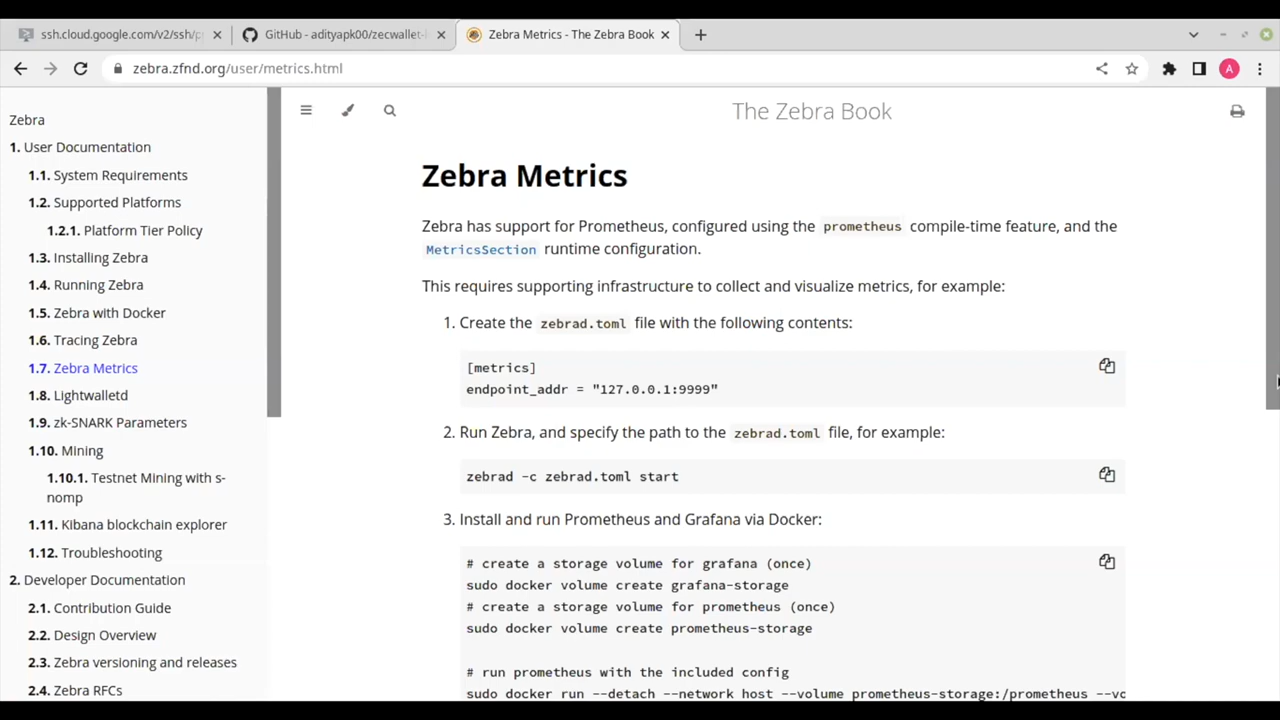 ssh.cloud.google.com/v2/ssh/p
GitHub - adityapk00/zecwallet-l
Zebra Metrics - The Zebra Book
zebra.zfnd.org/user/metrics.html
A
Zebra
1. User Documentation
1.1. System Requirements
1.2. Supported Platforms
1.2.1. Platform Tier Policy
1.3. Installing Zebra
1.4. Running Zebra
1.5. Zebra with Docker
1.6. Tracing Zebra
1.7. Zebra Metrics
1.8. Lightwalletd
1.9. zk-SNARK Parameters
1.10. Mining
1.10.1. Testnet Mining with s-
nomp
1.11. Kibana blockchain explorer
1.12. Troubleshooting
2. Developer Documentation
2.1. Contribution Guide
2.2. Design Overview
2.3. Zebra versioning and releases
2.4. Zebra RFCs
The Zebra Book
Zebra Metrics
Zebra has support for Prometheus, configured using the prometheus compile-time feature, and the
MetricsSection runtime configuration.
This requires supporting infrastructure to collect and visualize metrics, for example:
1. Create the zebrad.toml file with the following contents:
[metrics]
endpoint_addr = "127.0.0.1:9999"
2. Run Zebra, and specify the path to the zebrad.toml file, for example:
zebrad -c zebrad.toml start
3. Install and run Prometheus and Grafana via Docker:
# create a storage volume for grafana (once)
sudo docker volume create grafana-storage
# create a storage volume for prometheus (once)
sudo docker volume create prometheus-storage
# run prometheus with the included config
sudo docker run --detach --network host --volume prometheus-storage:/prometheus --vo